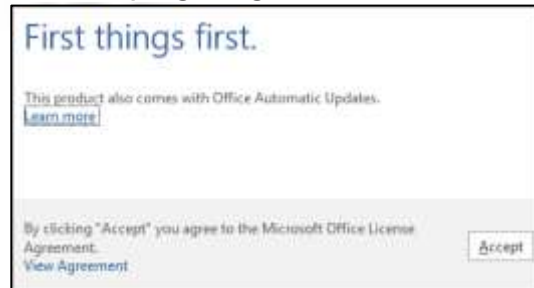 First things first.
This product also comes with Office Automatic Updates.
Learn more
By clicking "Accept" you agree to the Microsoft Office License
Agreement.
View Agreement
Accept